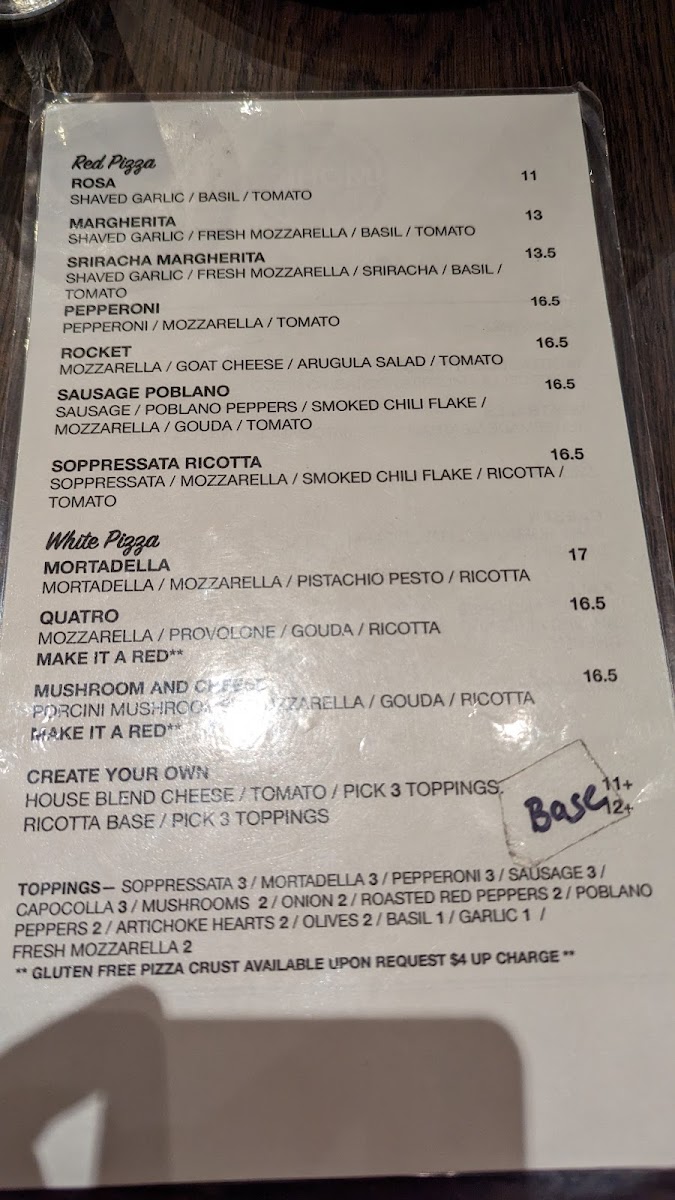 Red Pizza
ROSA 11
SHAVED GARLIC / BASIL / TOMATO
MARGHERITA 13
SHAVED GARLIC / FRESH MOZZARELLA / BASIL / TOMATO
SRIRACHA MARGHERITA 13.5
SHAVED GARLIC / FRESH MOZZARELLA / SRIRACHA / BASIL /
TOMATO
PEPPERONI 16.5
PEPPERONI / MOZZARELLA / TOMATO
ROCKET 16.5
MOZZARELLA / GOAT CHEESE / ARUGULA SALAD / TOMATO
SAUSAGE POBLANO 16.5
SAUSAGE / POBLANO PEPPERS / SMOKED CHILI FLAKE /
MOZZARELLA / GOUDA / TOMATO
SOPPRESSATA RICOTTA 16.5
SOPPRESSATA / MOZZARELLA / SMOKED CHILI FLAKE / RICOTTA /
TOMATO
White Pizza
MORTADELLA 17
MORTADELLA / MOZZARELLA / PISTACHIO PESTO / RICOTTA
QUATRO 16.5
MOZZARELLA / PROVOLONE / GOUDA / RICOTTA
MAKE IT A RED**
MUSHROOM AND 16.5
PORCINI / GOUDA / RICOTTA
MAKE IT A RED**
CREATE YOUR OWN
HOUSE BLEND CHEESE / TOMATO / PICK 3 TOPPINGS 11+
RICOTTA BASE / PICK 3 TOPPINGS Base 12+
TOPPINGS— SOPPRESSATA 3 / MORTADELLA 3 / PEPPERONI 3 / SAUSAGE 3 /
CAPOCOLLA 3 / MUSHROOMS 2 / ONION 2 / ROASTED RED PEPPERS 2 / POBLANO
PEPPERS 2 / ARTICHOKE HEARTS 2 / OLIVES 2 / BASIL 1 / GARLIC 1 /
FRESH MOZZARELLA 2
** GLUTEN FREE PIZZA CRUST AVAILABLE UPON REQUEST $4 UP CHARGE **